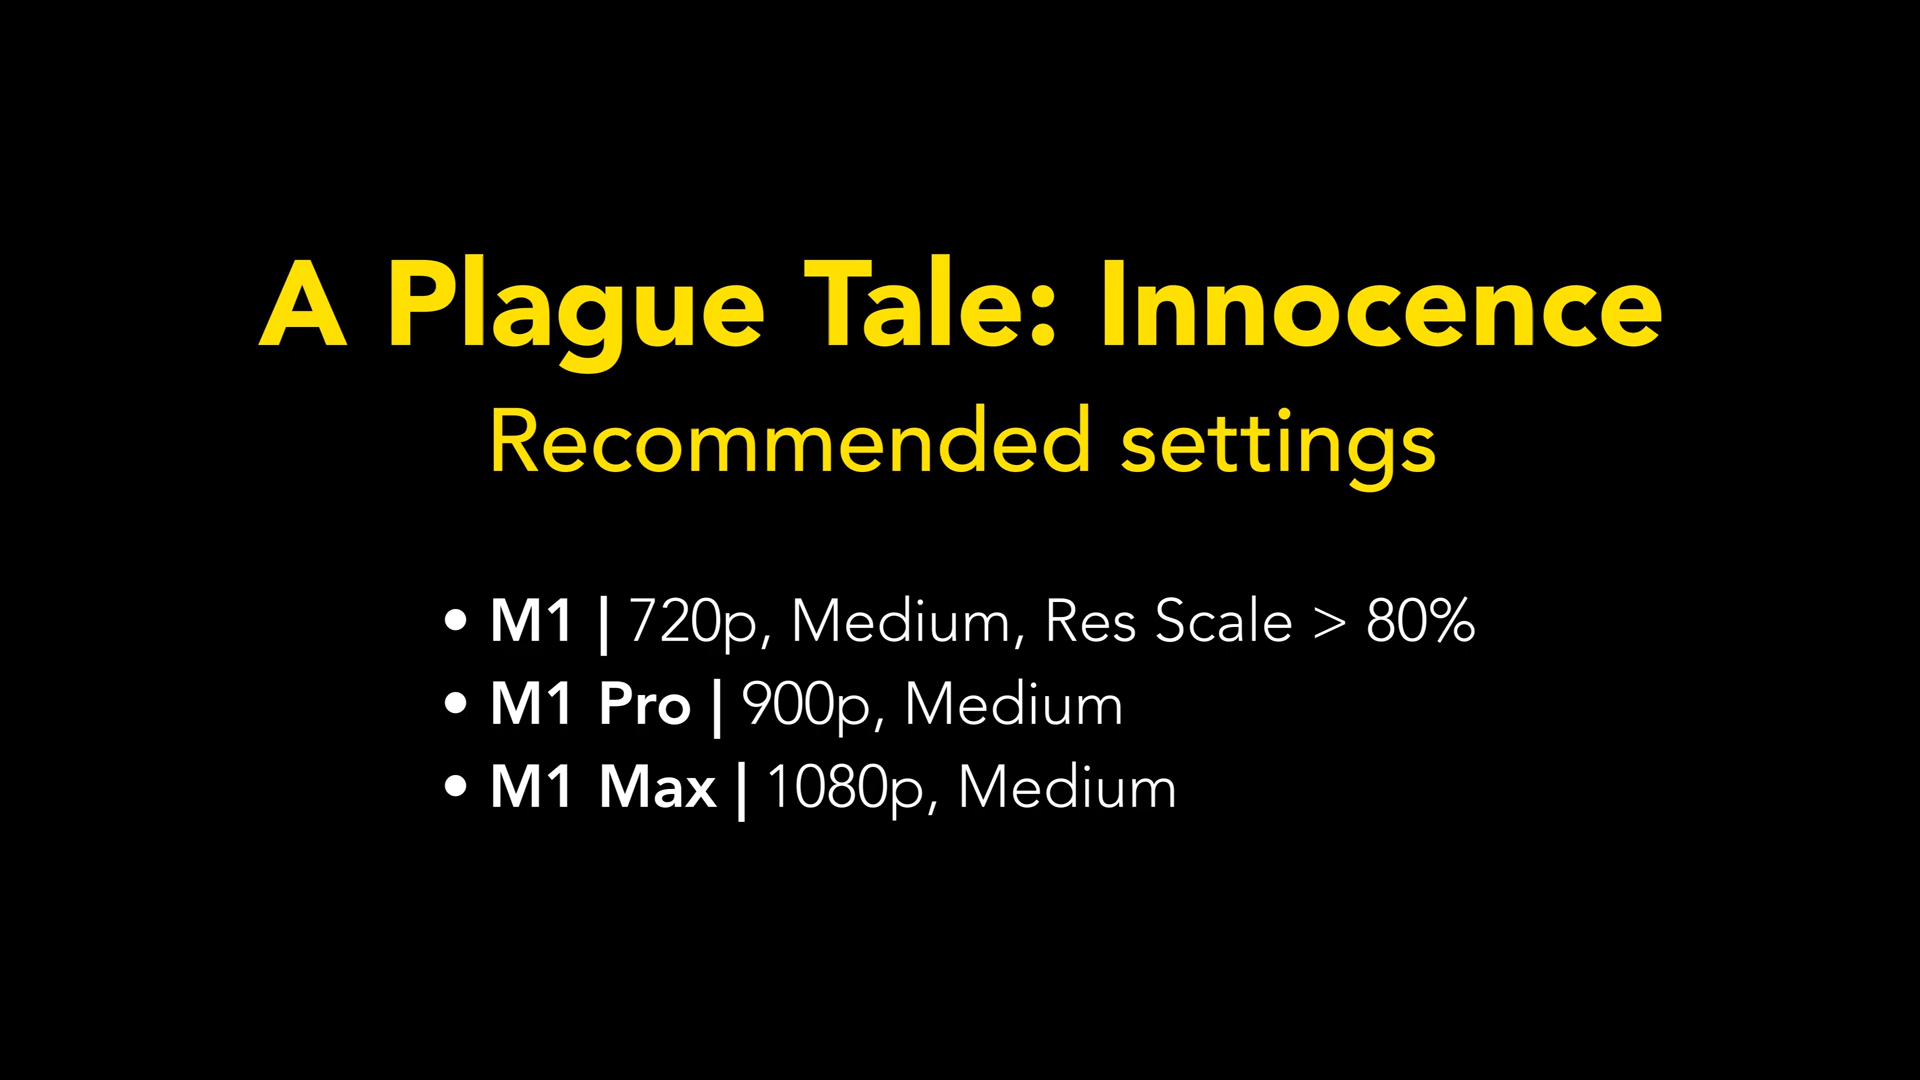 A Plague Tale: Innocence
Recommended settings
• M1 | 720p, Medium, Res Scale > 80%
• M1 Pro | 900p, Medium
• M1 Max | 1080p, Medium